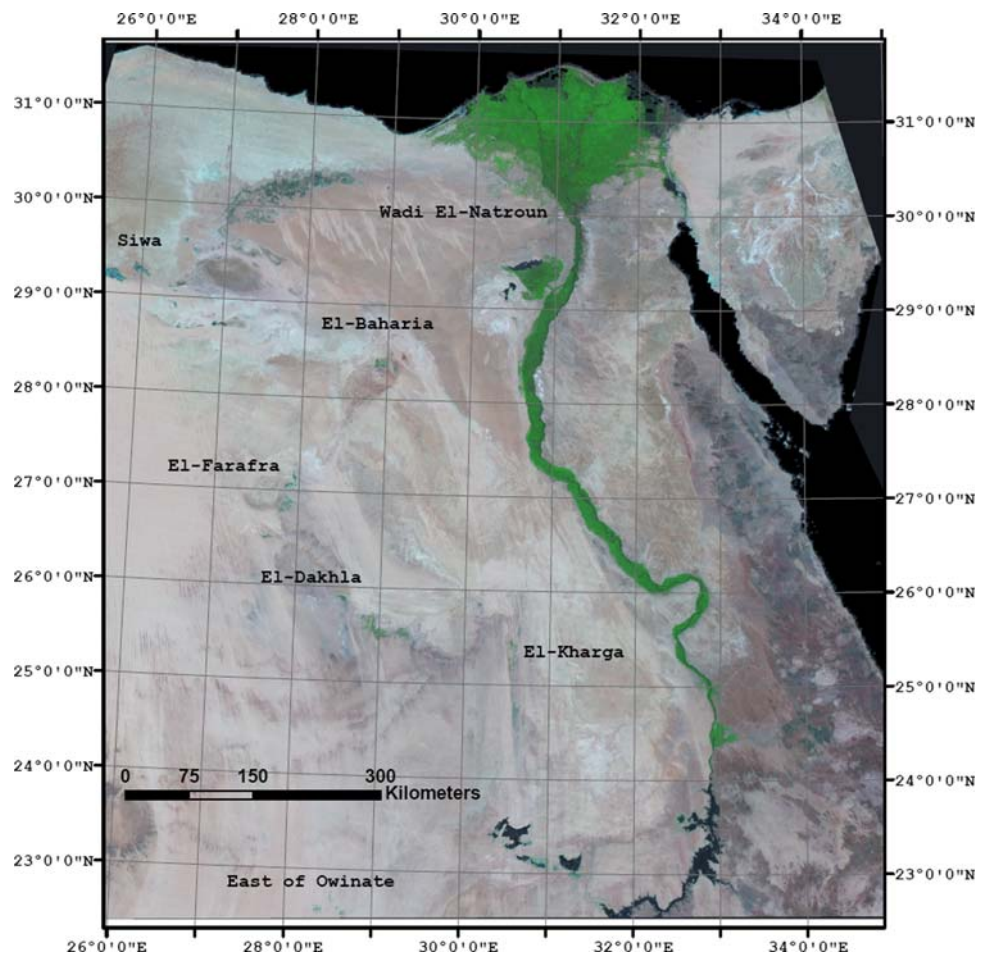 26°0'0"E 28°0'0"E 30°0'0"E 32°0'0"E 34°0'0"E
31°0'0"N 31°0'0"N
30°0'0"N Wadi El-Natroun 30°0'0"N
Siwa
29°0'0"N 29°0'0"N
El-Baharia
28°0'0"N 28°0'0"N
El-Farafra
27°0'0"N 27°0'0"N
26°0'0"N El-Dakhla 26°0'0"N
El-Kharga
25°0'0"N 25°0'0"N
24°0'0"N 24°0'0"N
0 75 150 300
Kilometers
23°0'0"N 23°0'0"N
East of Owinate
26°0'0"E 28°0'0"E 30°0'0"E 32°0'0"E 34°0'0"E